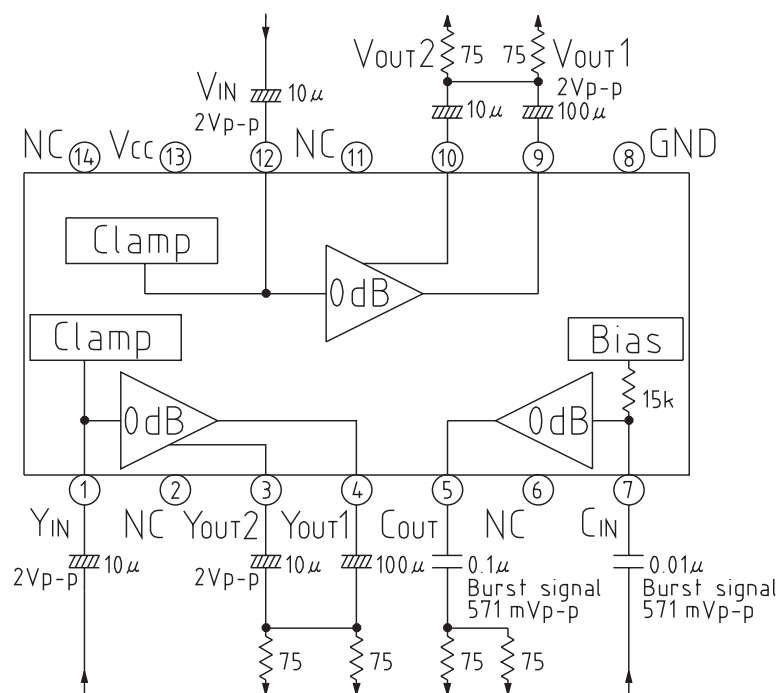 VOUT2 75 75 VOUT1
VIN 10μ 2Vp-p
2Vp-p 10μ 100μ
NC 14 VCC 13 12 NC 11 10 9 8 GND
Clamp
0dB
Clamp
Bias
0dB
0dB
15k
1 2 3 4 5 6 7
YIN NC YOUT2 YOUT1 COUT NC CIN
2Vp-p 10μ 2Vp-p 10μ 100μ 0.1μ 0.01μ
Burst signal
571 mVp-p
Burst signal
571 mVp-p
75 75 75 75